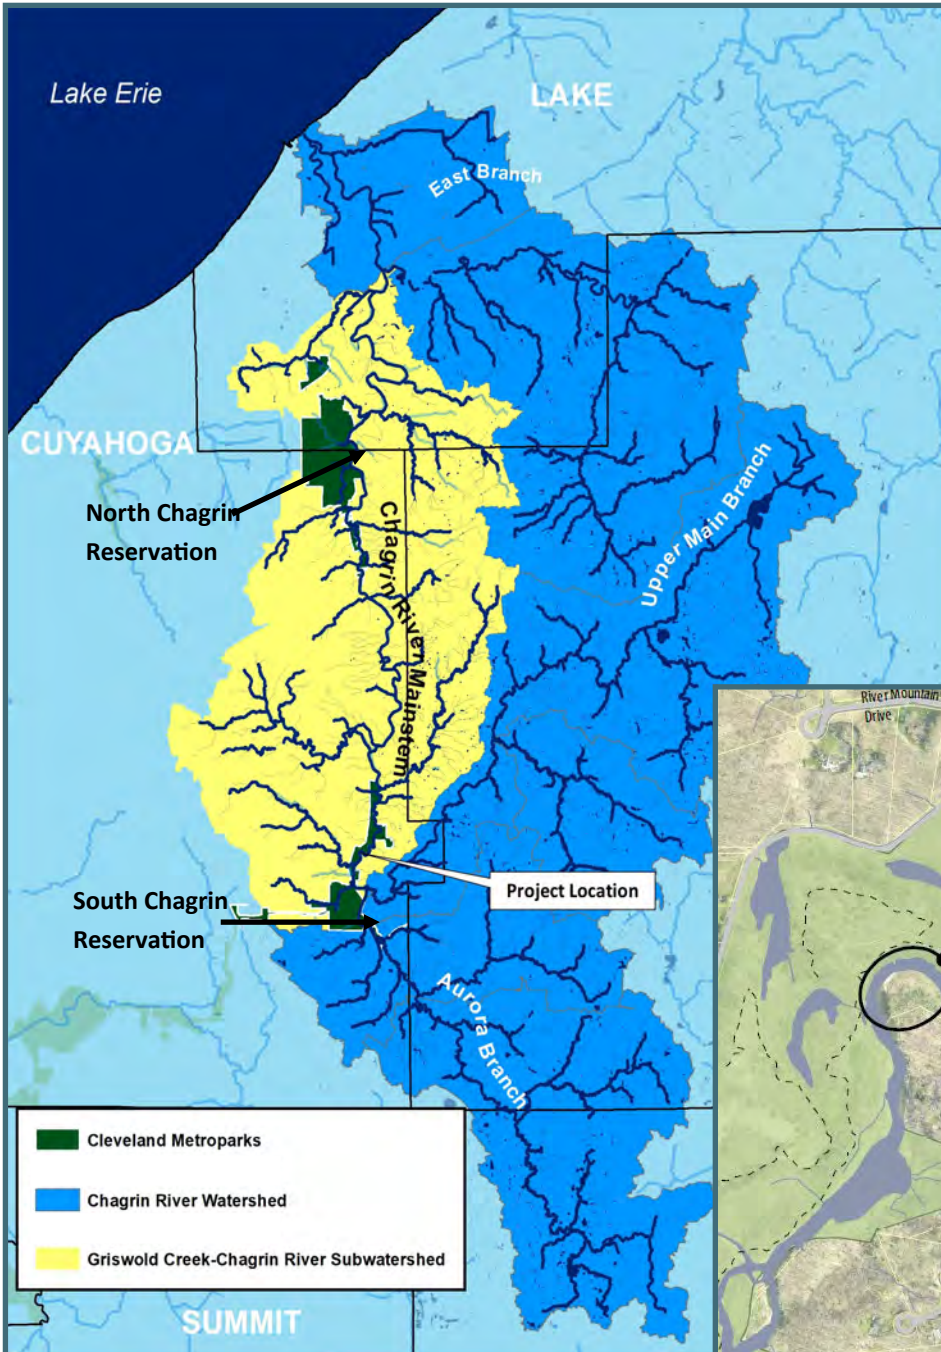 Lake Erie
LAKE
East Branch
CUYAHOGA
North Chagrin
Reservation
Chagrin River Mainstem
Upper Main Branch
River Mountain
Drive
Project Location
South Chagrin
Reservation
Aurora Branch
Cleveland Metroparks
Chagrin River Watershed
Griswold Creek-Chagrin River Subwatershed
SUMMIT